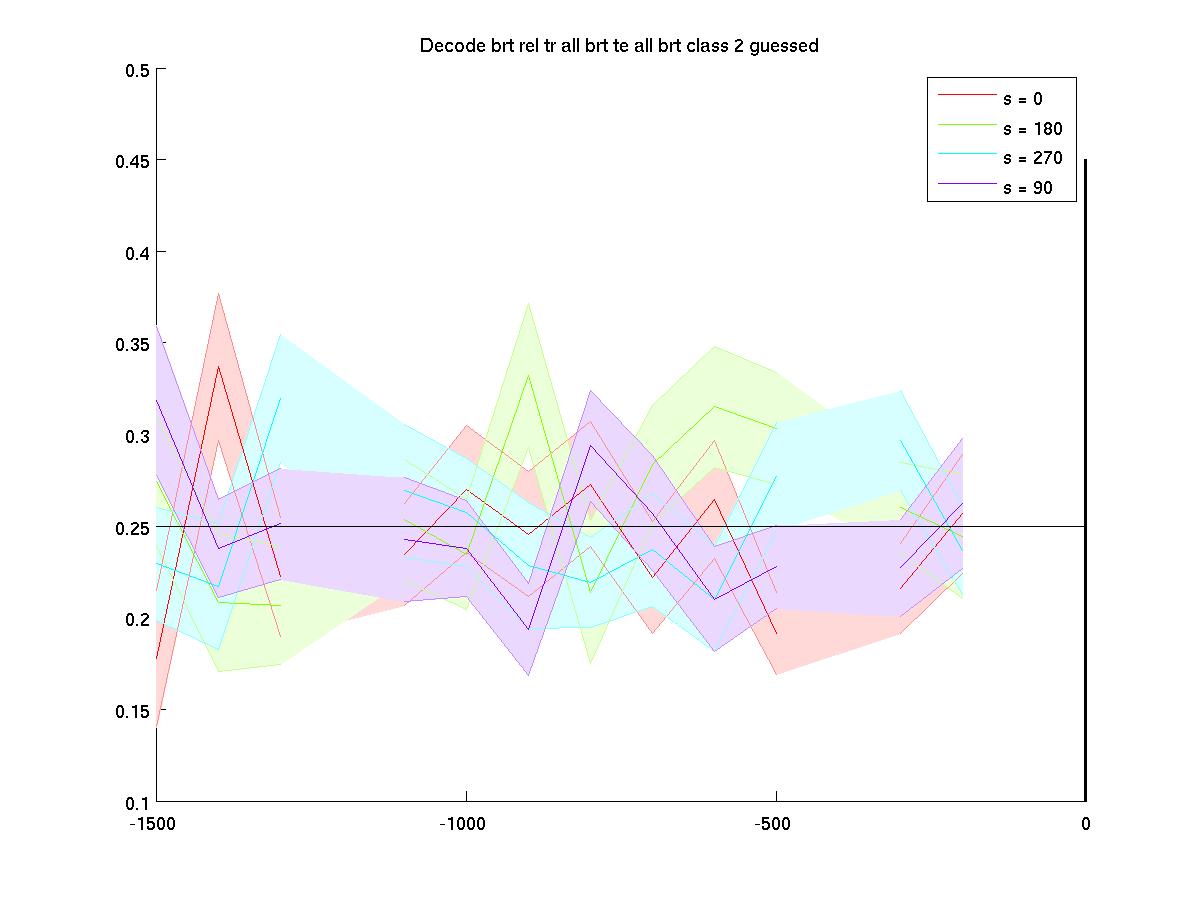 Decode brt rel tr all brt te all brt class 2 guessed
s = 0
s = 180
s = 270
s = 90
0.5
0.45
0.4
0.35
0.3
0.25
0.2
0.15
0.1
-1500
-1000
-500
0